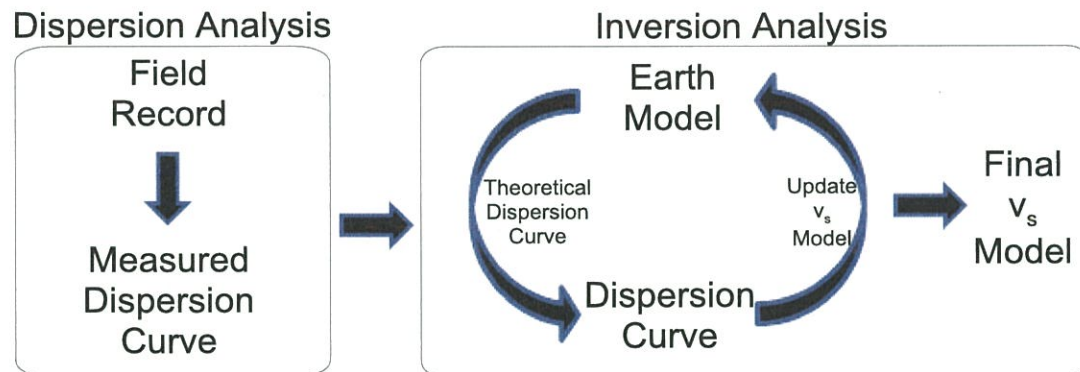 Dispersion Analysis
Field
Record
Measured
Dispersion
Curve
Inversion Analysis
Earth
Model
Theoretical
Dispersion
Curve
Update
vs
Model
Dispersion
Curve
Final
vs
Model